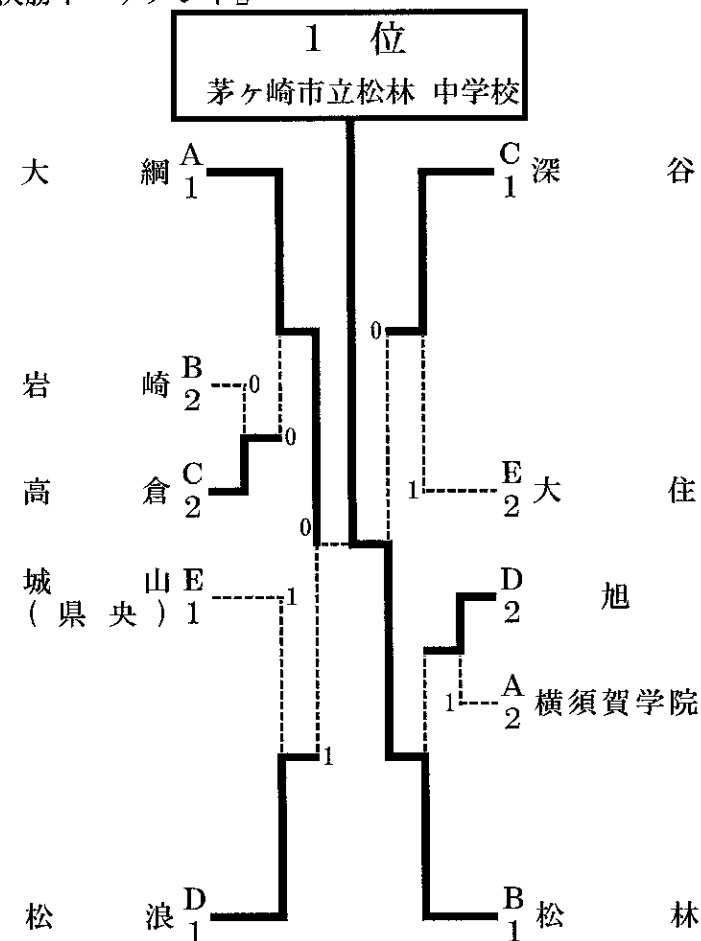 1 位
茅ヶ崎市立松林 中学校
大 綱 A 1
C 1 深 谷
0
岩 崎 B 2 0
0
高 倉 C 2
1 E 2 大 住
0
城 山 (県央) E 1 1
D 2 旭
1 A 2 横須賀学院
1
松 浪 D 1
B 1 松 林